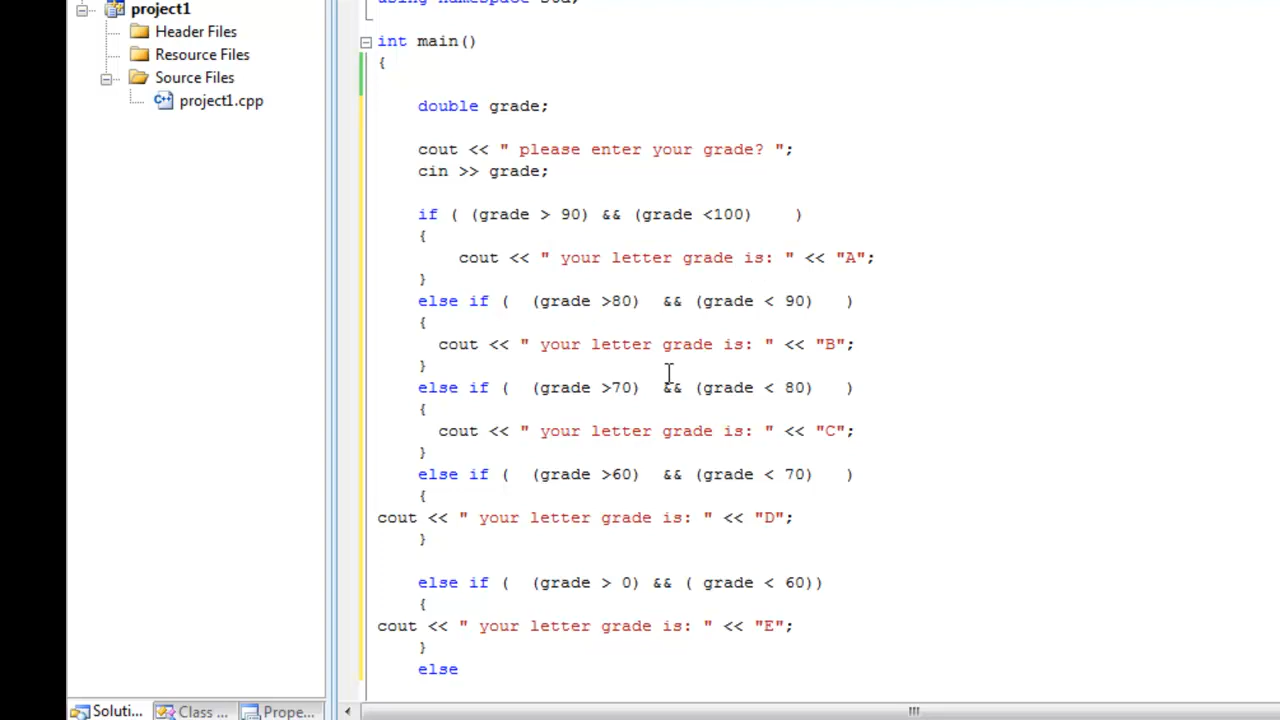 project1
Header Files
Resource Files
Source Files
project1.cpp
int main()
{
double grade;
cout << " please enter your grade? ";
cin >> grade;
if ( (grade > 90) && (grade <100)    )
{
cout << " your letter grade is: " << "A";
}
else if (  (grade >80)  && (grade < 90)   )
{
cout << " your letter grade is: " << "B";
}
else if (  (grade >70)  && (grade < 80)   )
{
cout << " your letter grade is: " << "C";
}
else if (  (grade >60)  && (grade < 70)   )
{
cout << " your letter grade is: " << "D";
}
else if (  (grade > 0) && ( grade < 60))
{
cout << " your letter grade is: " << "E";
}
else
Soluti... Class ... Prope...